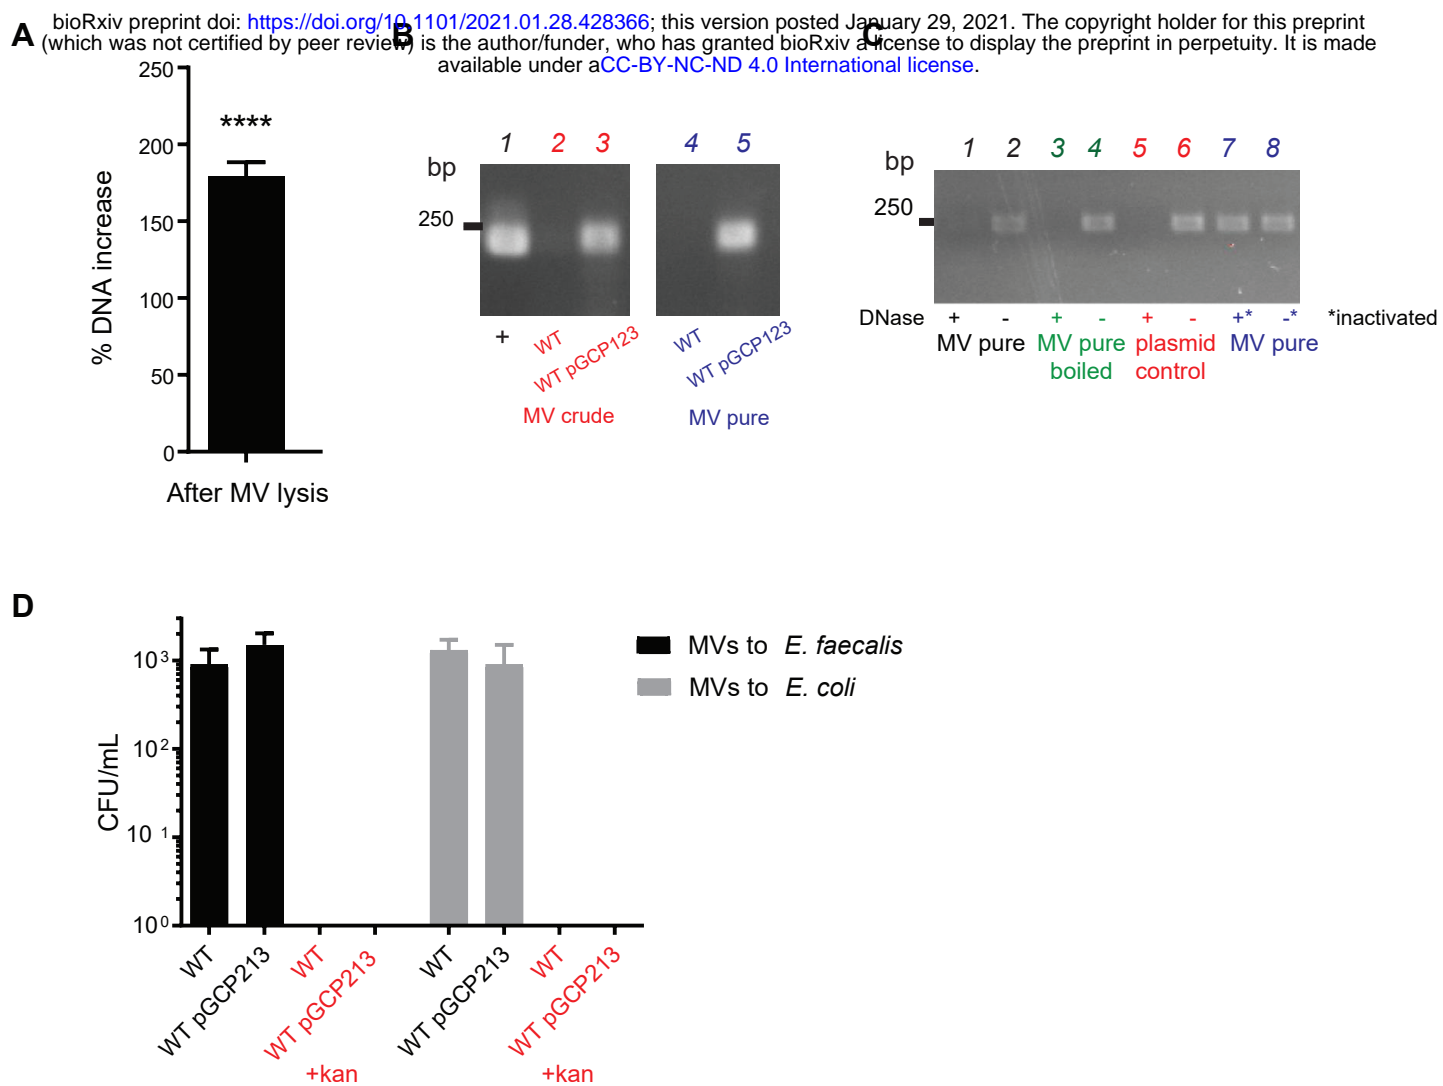 bioRxiv preprint doi: https://doi.org/10.1101/2021.01.28.428366; this version posted January 29, 2021. The copyright holder for this preprint
(which was not certified by peer review) is the author/funder, who has granted bioRxiv a license to display the preprint in perpetuity. It is made
available under aCC-BY-NC-ND 4.0 International license.
A
250
200
150
100
50
0
% DNA increase
****
After MV lysis
B
1 2 3 4 5
bp
250
+ WT WT pGCP123 WT WT pGCP123
MV crude MV pure
C
1 2 3 4 5 6 7 8
bp
250
DNase + - + - + - +* -* *inactivated
MV pure MV pure plasmid MV pure
boiled control
D
10³
10²
10¹
10⁰
CFU/mL
MVs to E. faecalis
MVs to E. coli
WT WT pGCP213 WT WT pGCP213 WT WT pGCP213 WT WT pGCP213
+kan +kan